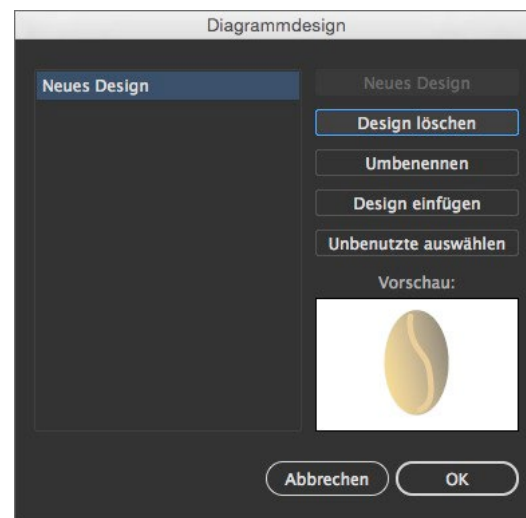 Diagrammdesign
Neues Design
Neues Design
Design löschen
Umbenennen
Design einfügen
Unbenutzte auswählen
Vorschau:
Abbrechen
OK